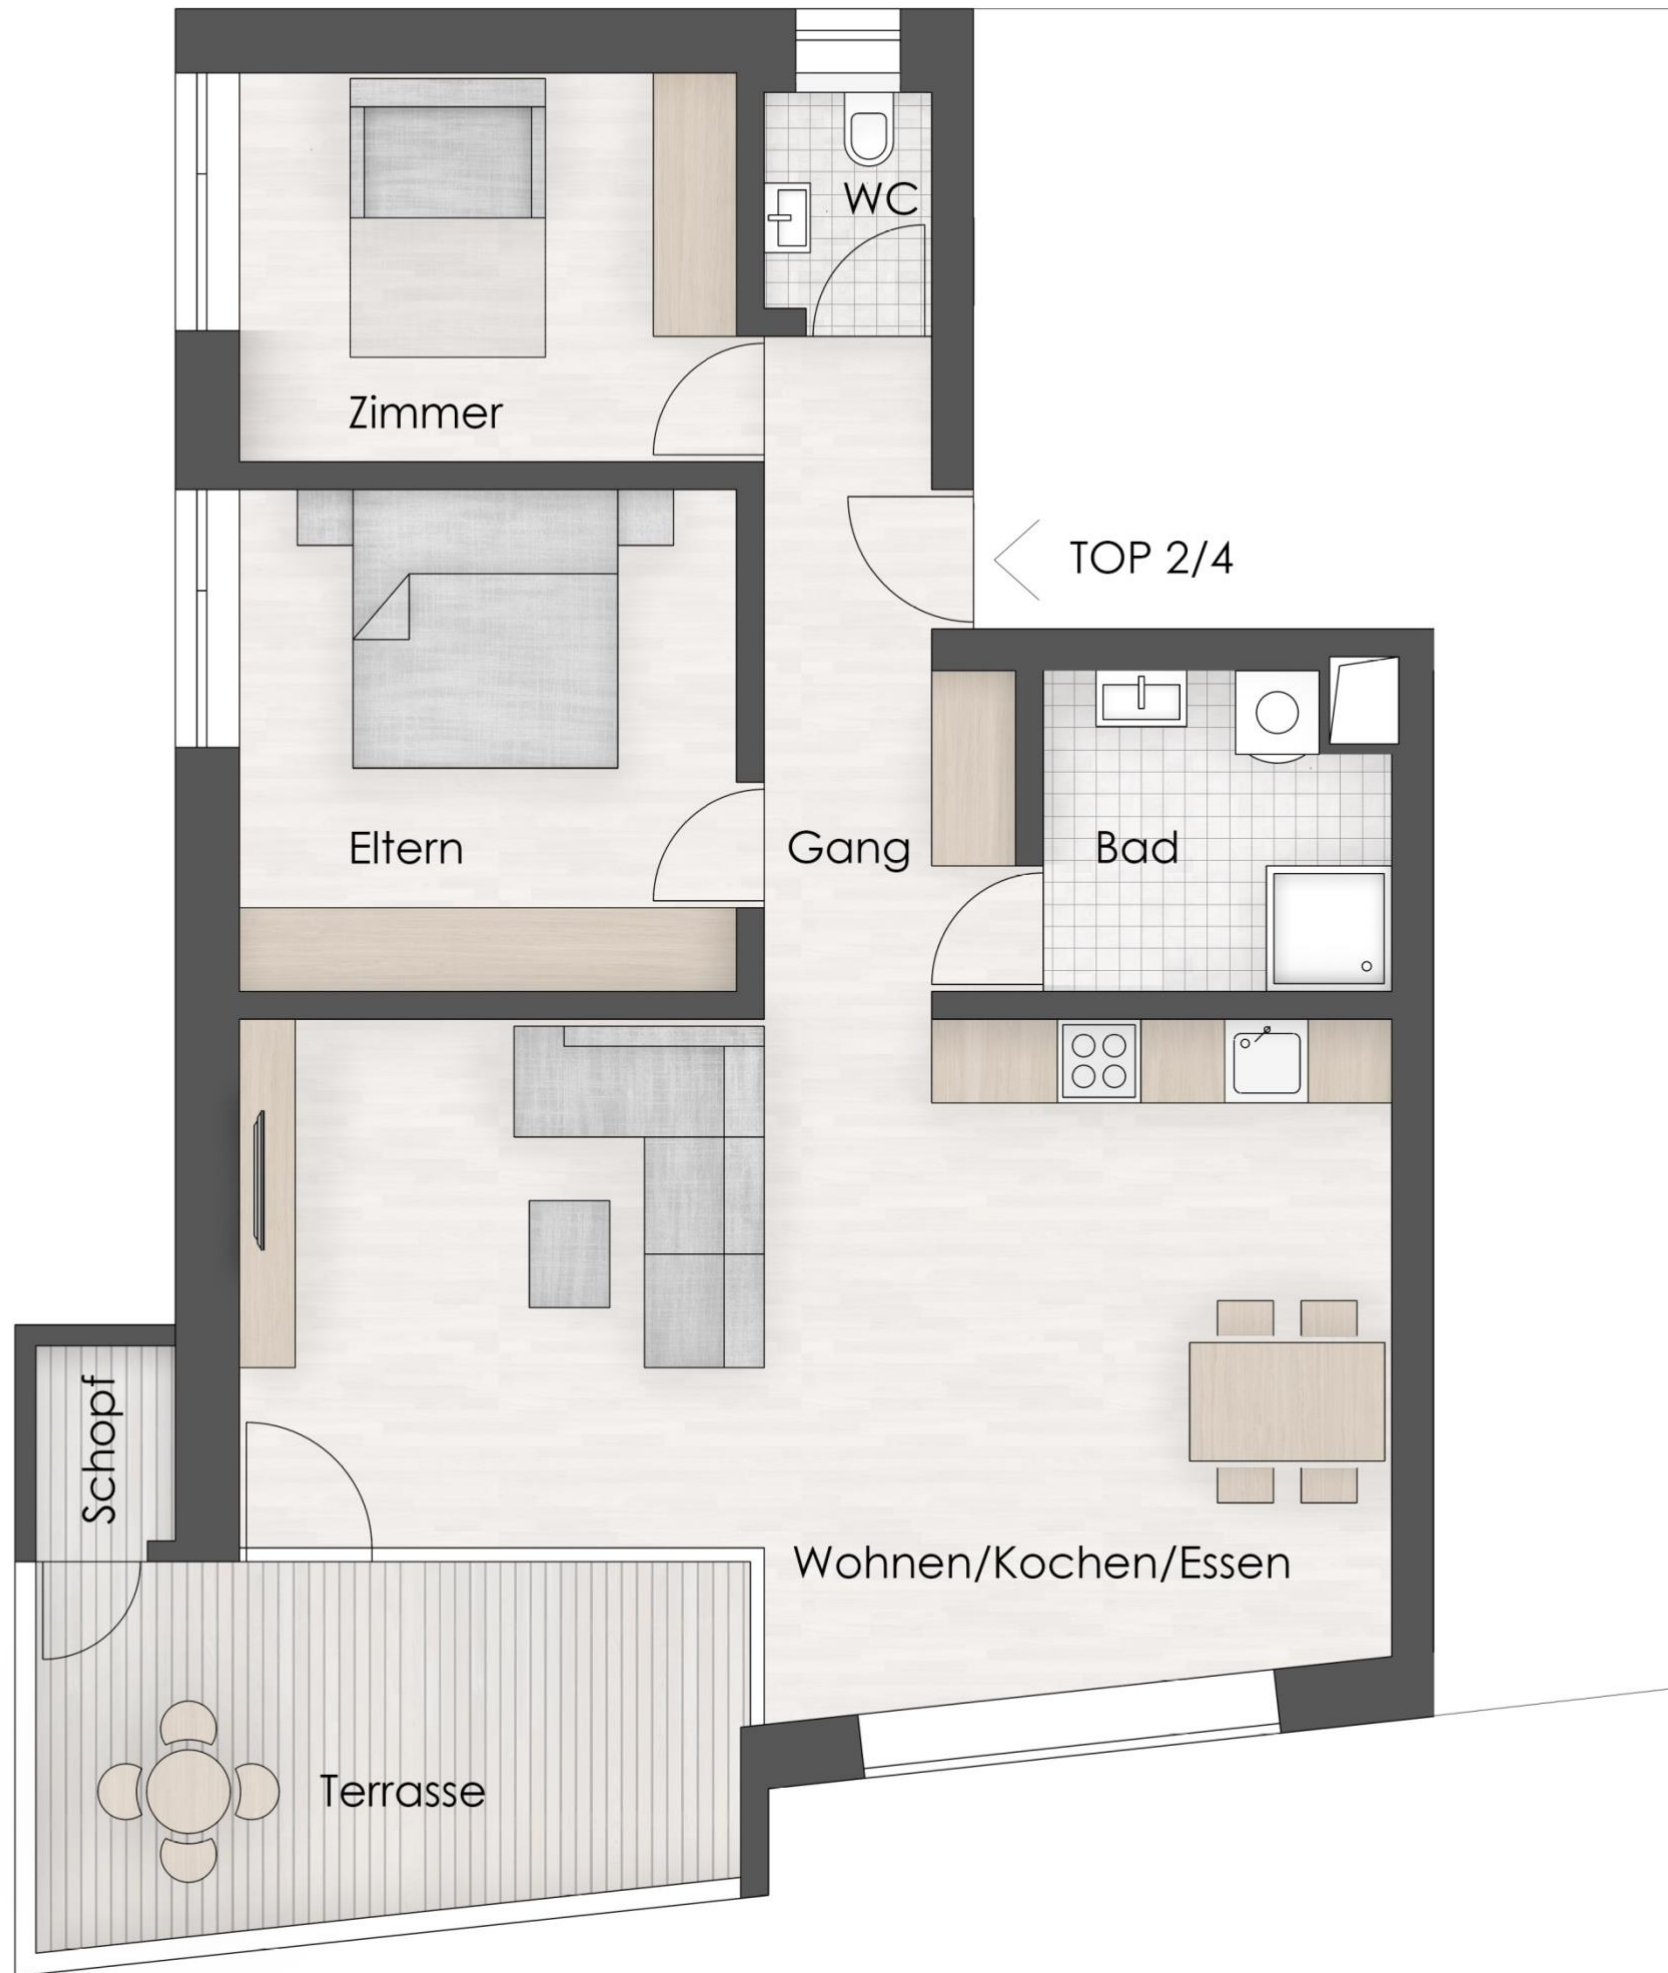 WC
Zimmer
TOP 2/4
Eltern
Gang
Bad
Schopf
Wohnen/Kochen/Essen
Terrasse